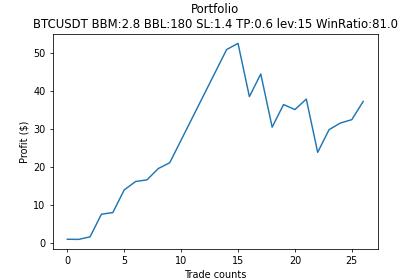 Portfolio
BTCUSDT BBM:2.8 BBL:180 SL:1.4 TP:0.6 lev:15 WinRatio:81.0
50
40
30
20
10
0
Profit ($)
0 5 10 15 20 25
Trade counts